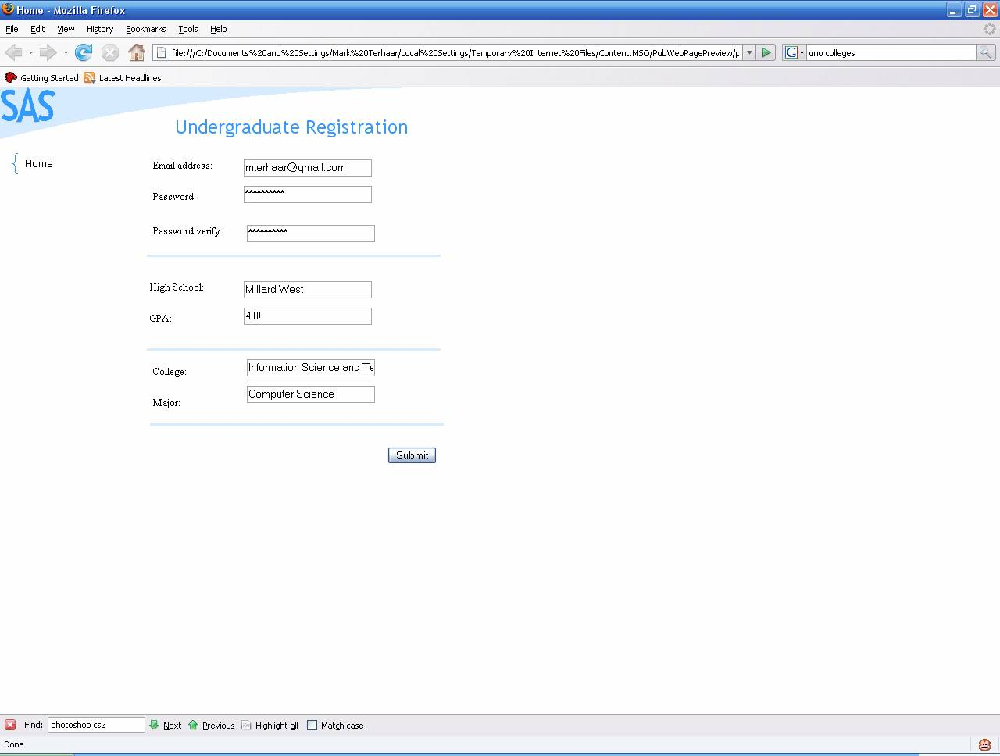 Home - Mozilla Firefox
File Edit View History Bookmarks Tools Help
file:///C:/Documents%20and%20Settings/Mark%20Terhaar/Local%20Settings/Temporary%20Internet%20Files/Content.MSO/PubWebPagePreview/p
G uno colleges
Getting Started Latest Headlines
SAS
Undergraduate Registration
Home
Email address: mterhaar@gmail.com
Password: **********
Password verify: **********
High School: Millard West
GPA: 4.0!
College: Information Science and Te
Major: Computer Science
Submit
Find: photoshop cs2 Next Previous Highlight all Match case
Done